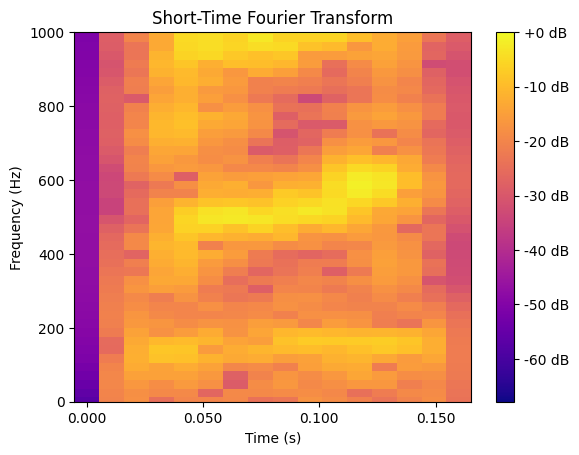 Short-Time Fourier Transform
1000
800
600
400
200
0
Frequency (Hz)
0.000
0.050
0.100
0.150
Time (s)
+0 dB
-10 dB
-20 dB
-30 dB
-40 dB
-50 dB
-60 dB